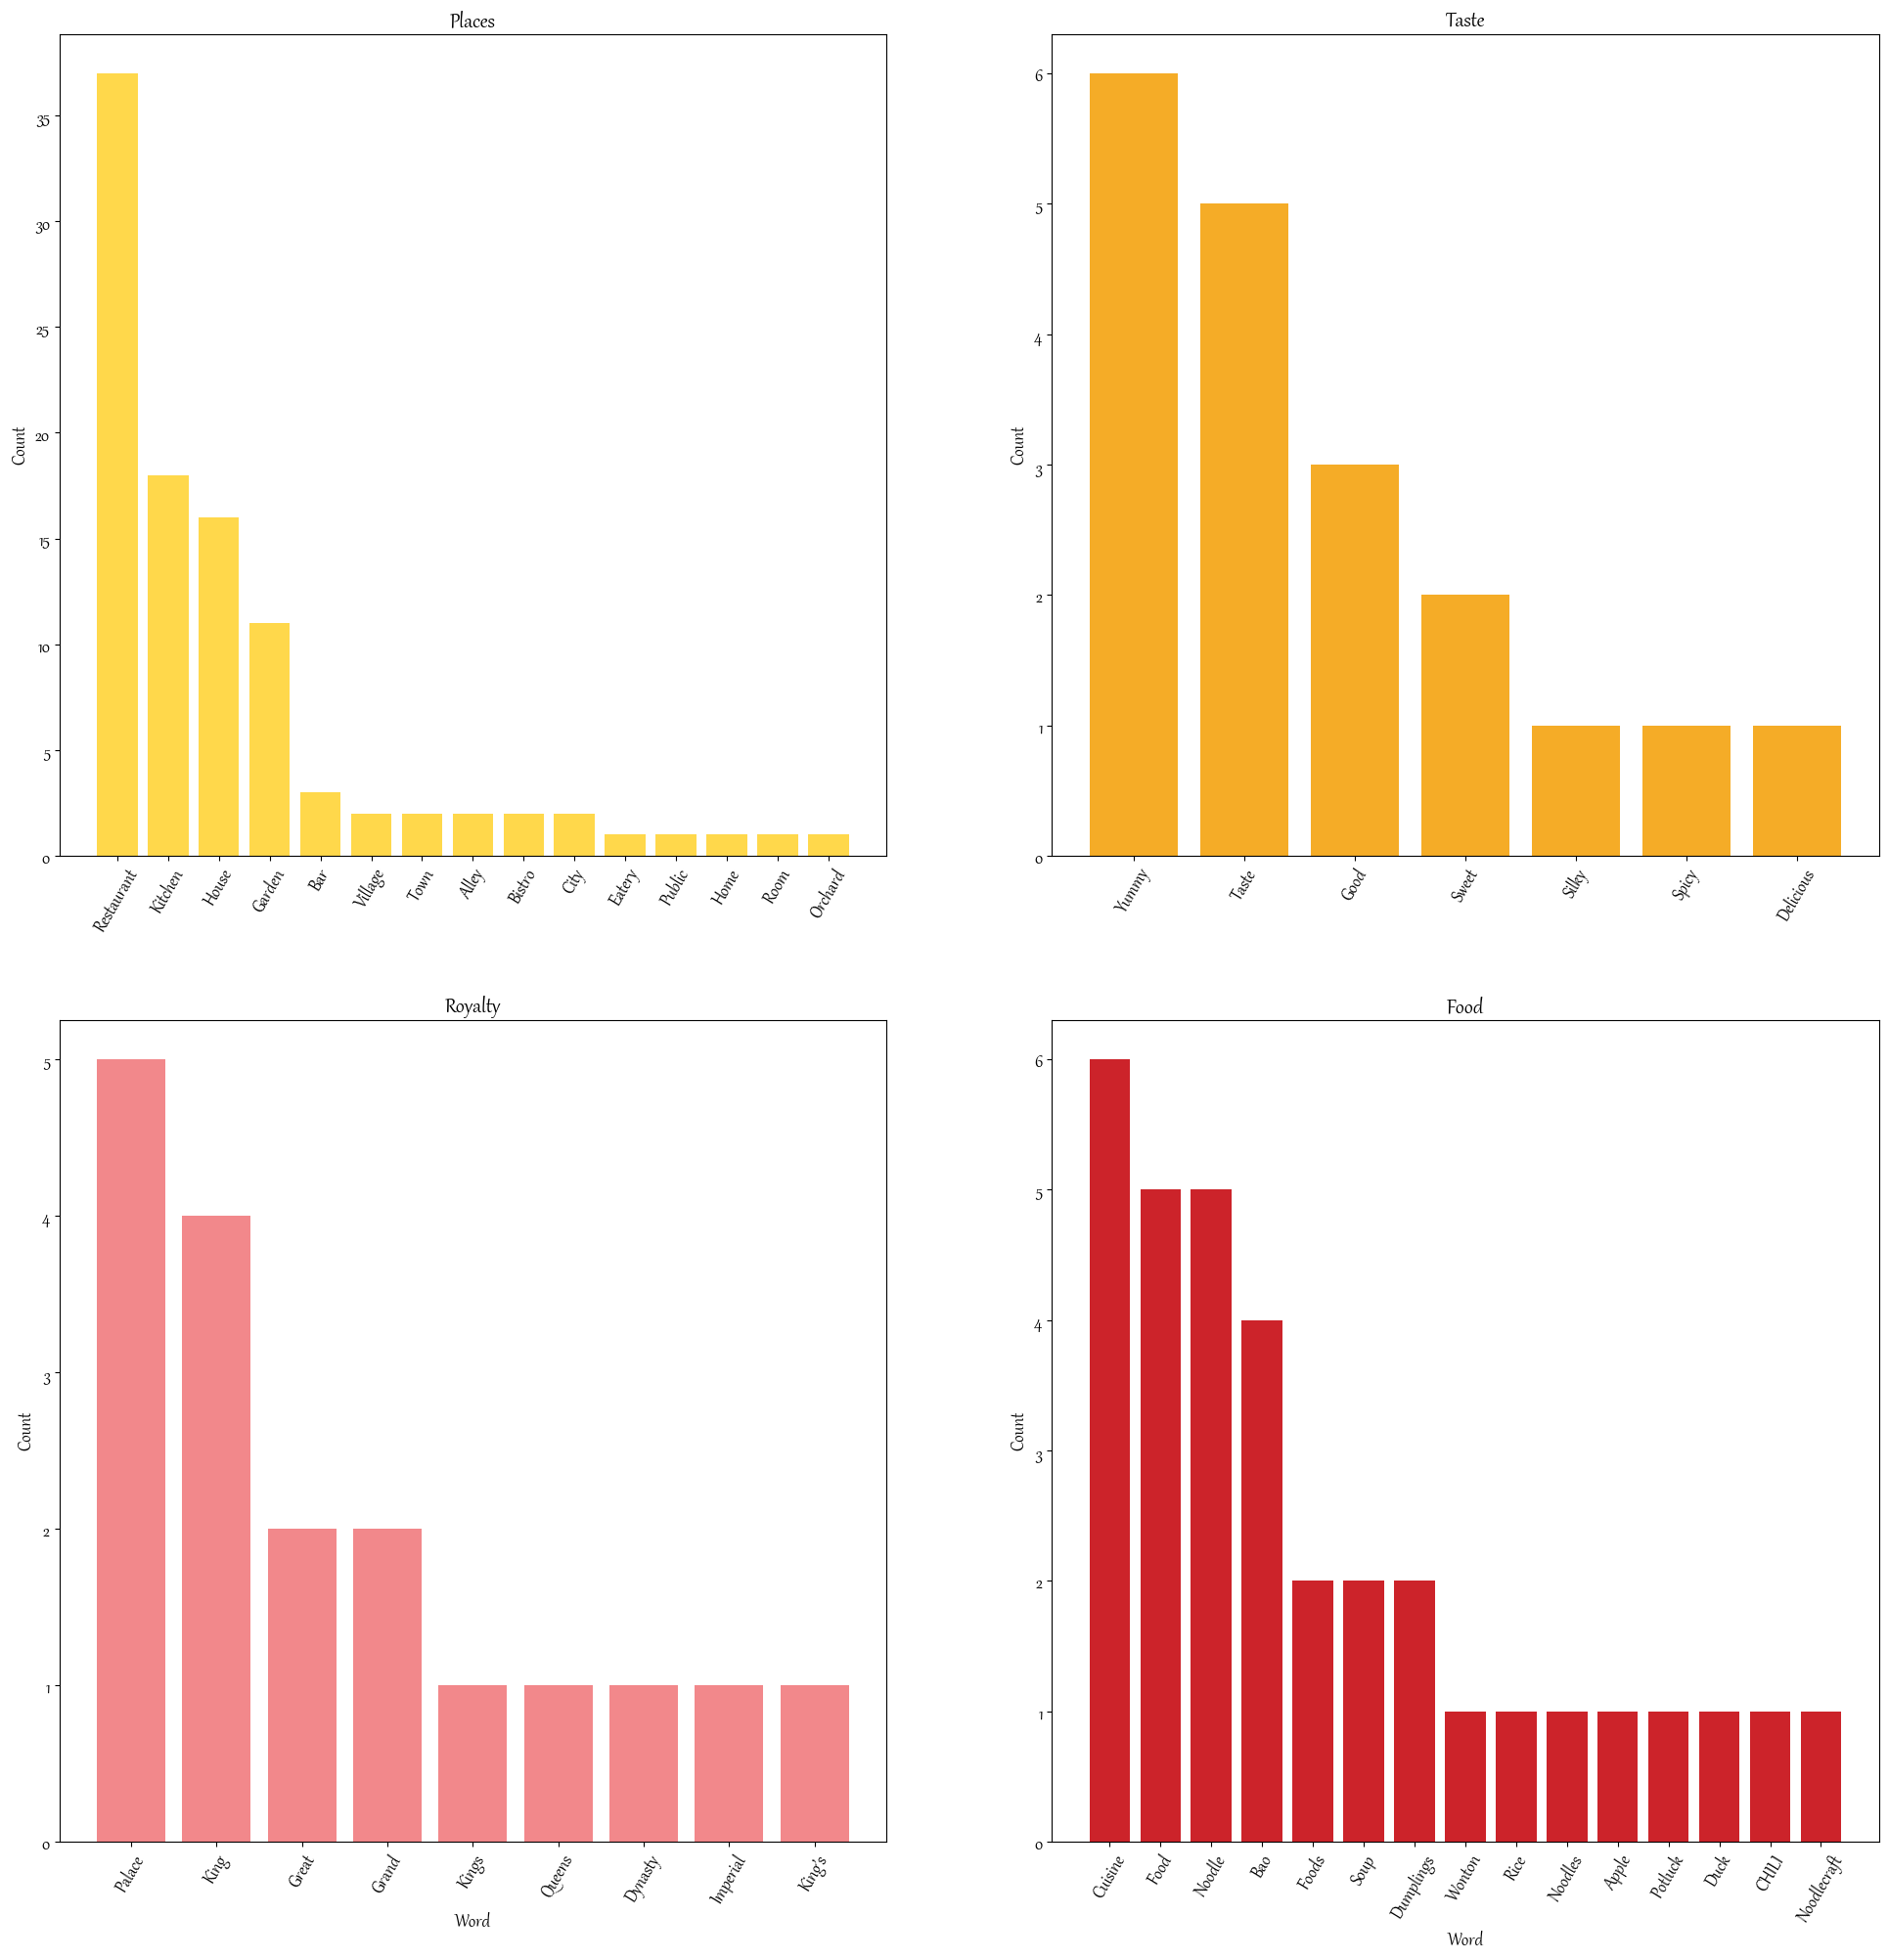 Places
Count
35
30
25
20
15
10
5
0
Restaurant
Kitchen
House
Garden
Bar
Village
Town
Alley
Bistro
City
Eatery
Public
Home
Room
Orchard
Taste
Count
6
5
4
3
2
1
0
Yummy
Taste
Good
Sweet
Silky
Spicy
Delicious
Royalty
Count
5
4
3
2
1
0
Palace
King
Great
Grand
Kings
Queens
Dynasty
Imperial
King's
Word
Food
Count
6
5
4
3
2
1
0
Cuisine
Food
Noodle
Bao
Foods
Soup
Dumplings
Wonton
Rice
Noodles
Apple
Potluck
Duck
CHILI
Noodlecraft
Word